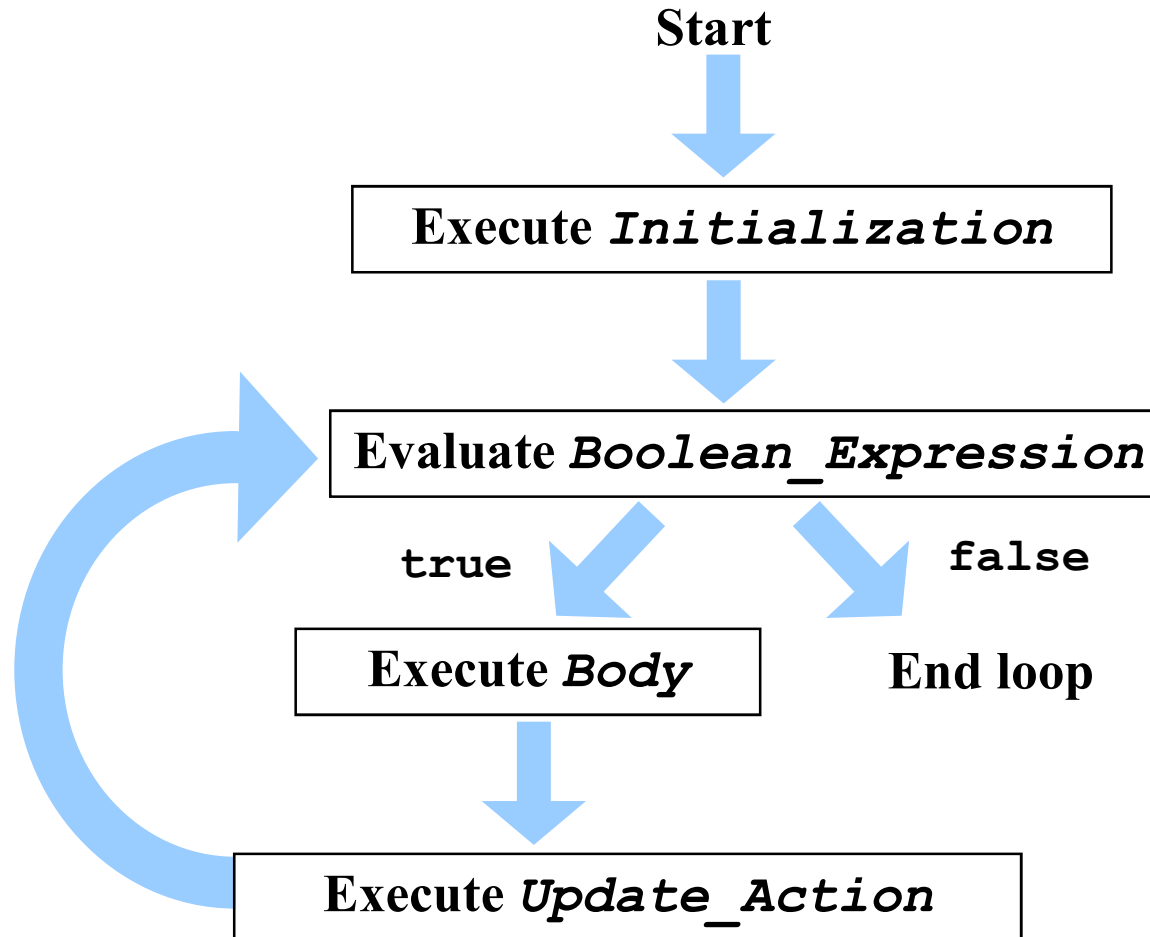 Start
Execute Initialization
Evaluate Boolean_Expression
true
false
Execute Body
End loop
Execute Update_Action